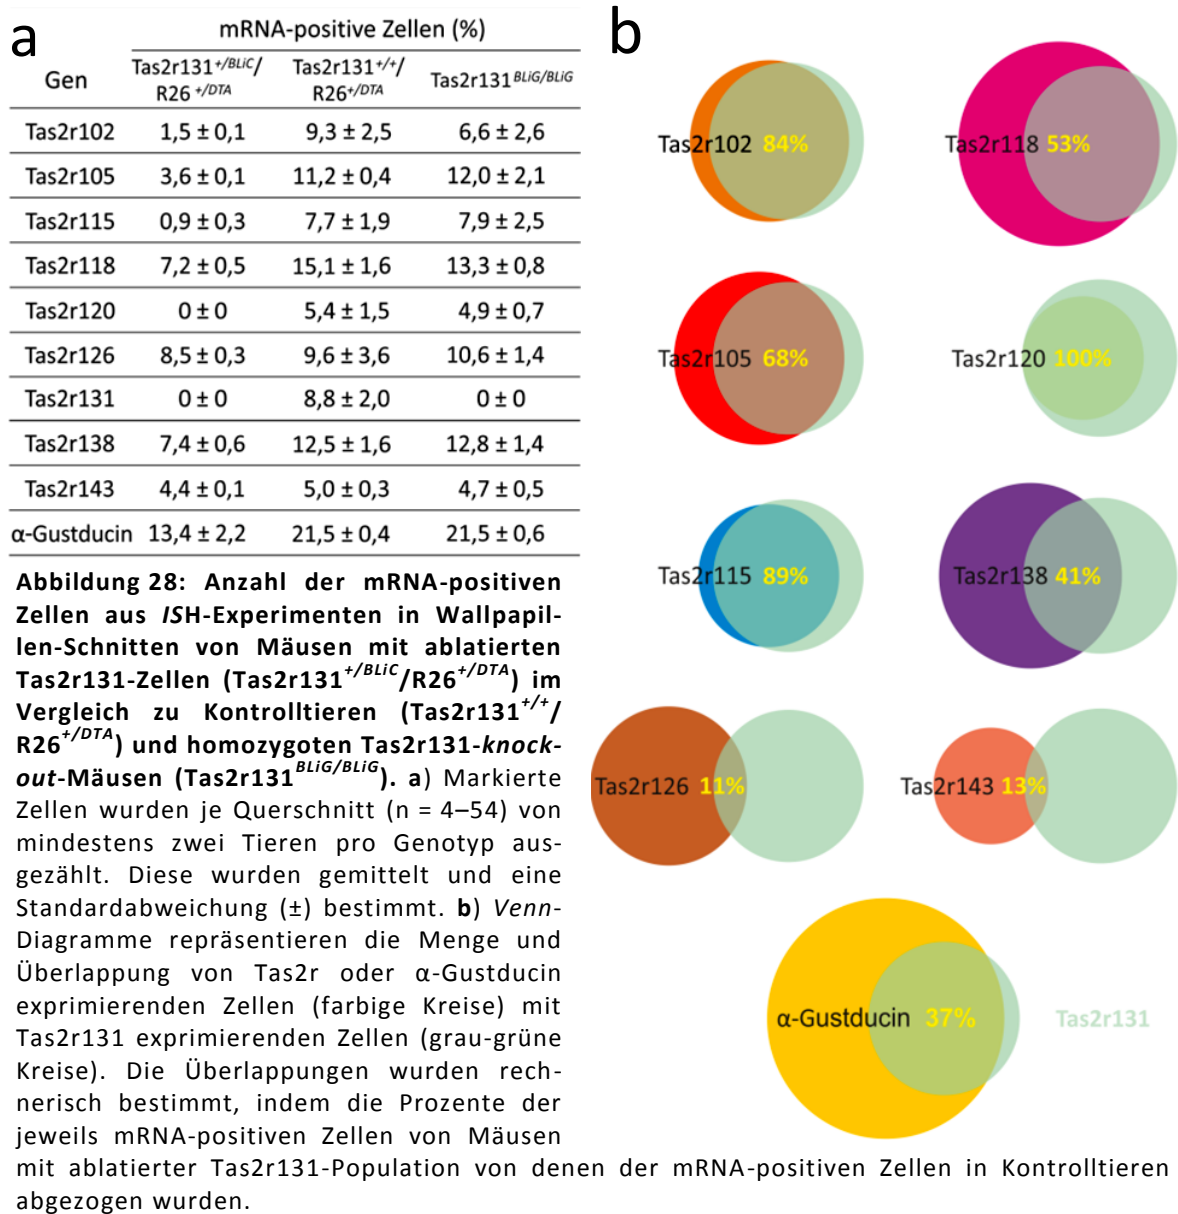 a
mRNA-positive Zellen (%)
Gen
Tas2r131+/BLiC/ R26 +/DTA
Tas2r131+/+/ R26+/DTA
Tas2r131BLiG/BLiG
Tas2r102 1,5 ± 0,1 9,3 ± 2,5 6,6 ± 2,6
Tas2r105 3,6 ± 0,1 11,2 ± 0,4 12,0 ± 2,1
Tas2r115 0,9 ± 0,3 7,7 ± 1,9 7,9 ± 2,5
Tas2r118 7,2 ± 0,5 15,1 ± 1,6 13,3 ± 0,8
Tas2r120 0 ± 0 5,4 ± 1,5 4,9 ± 0,7
Tas2r126 8,5 ± 0,3 9,6 ± 3,6 10,6 ± 1,4
Tas2r131 0 ± 0 8,8 ± 2,0 0 ± 0
Tas2r138 7,4 ± 0,6 12,5 ± 1,6 12,8 ± 1,4
Tas2r143 4,4 ± 0,1 5,0 ± 0,3 4,7 ± 0,5
α-Gustducin 13,4 ± 2,2 21,5 ± 0,4 21,5 ± 0,6
b
Tas2r102 84%
Tas2r118 53%
Tas2r105 68%
Tas2r120 100%
Tas2r115 89%
Tas2r138 41%
Tas2r126 11%
Tas2r143 13%
α-Gustducin 37%
Tas2r131
Abbildung 28: Anzahl der mRNA-positiven
Zellen aus ISH-Experimenten in Wallpapil-
len-Schnitten von Mäusen mit ablatierten
Tas2r131-Zellen (Tas2r131+/BLiC/R26+/DTA) im
Vergleich zu Kontrolltieren (Tas2r131+/+/
R26+/DTA) und homozygoten Tas2r131-knock-
out-Mäusen (Tas2r131BLiG/BLiG). a) Markierte
Zellen wurden je Querschnitt (n = 4–54) von
mindestens zwei Tieren pro Genotyp aus-
gezählt. Diese wurden gemittelt und eine
Standardabweichung (±) bestimmt. b) Venn-
Diagramme repräsentieren die Menge und
Überlappung von Tas2r oder α-Gustducin
exprimierenden Zellen (farbige Kreise) mit
Tas2r131 exprimierenden Zellen (grau-grüne
Kreise). Die Überlappungen wurden rech-
nerisch bestimmt, indem die Prozente der
jeweils mRNA-positiven Zellen von Mäusen
mit ablatierter Tas2r131-Population von denen der mRNA-positiven Zellen in Kontrolltieren
abgezogen wurden.